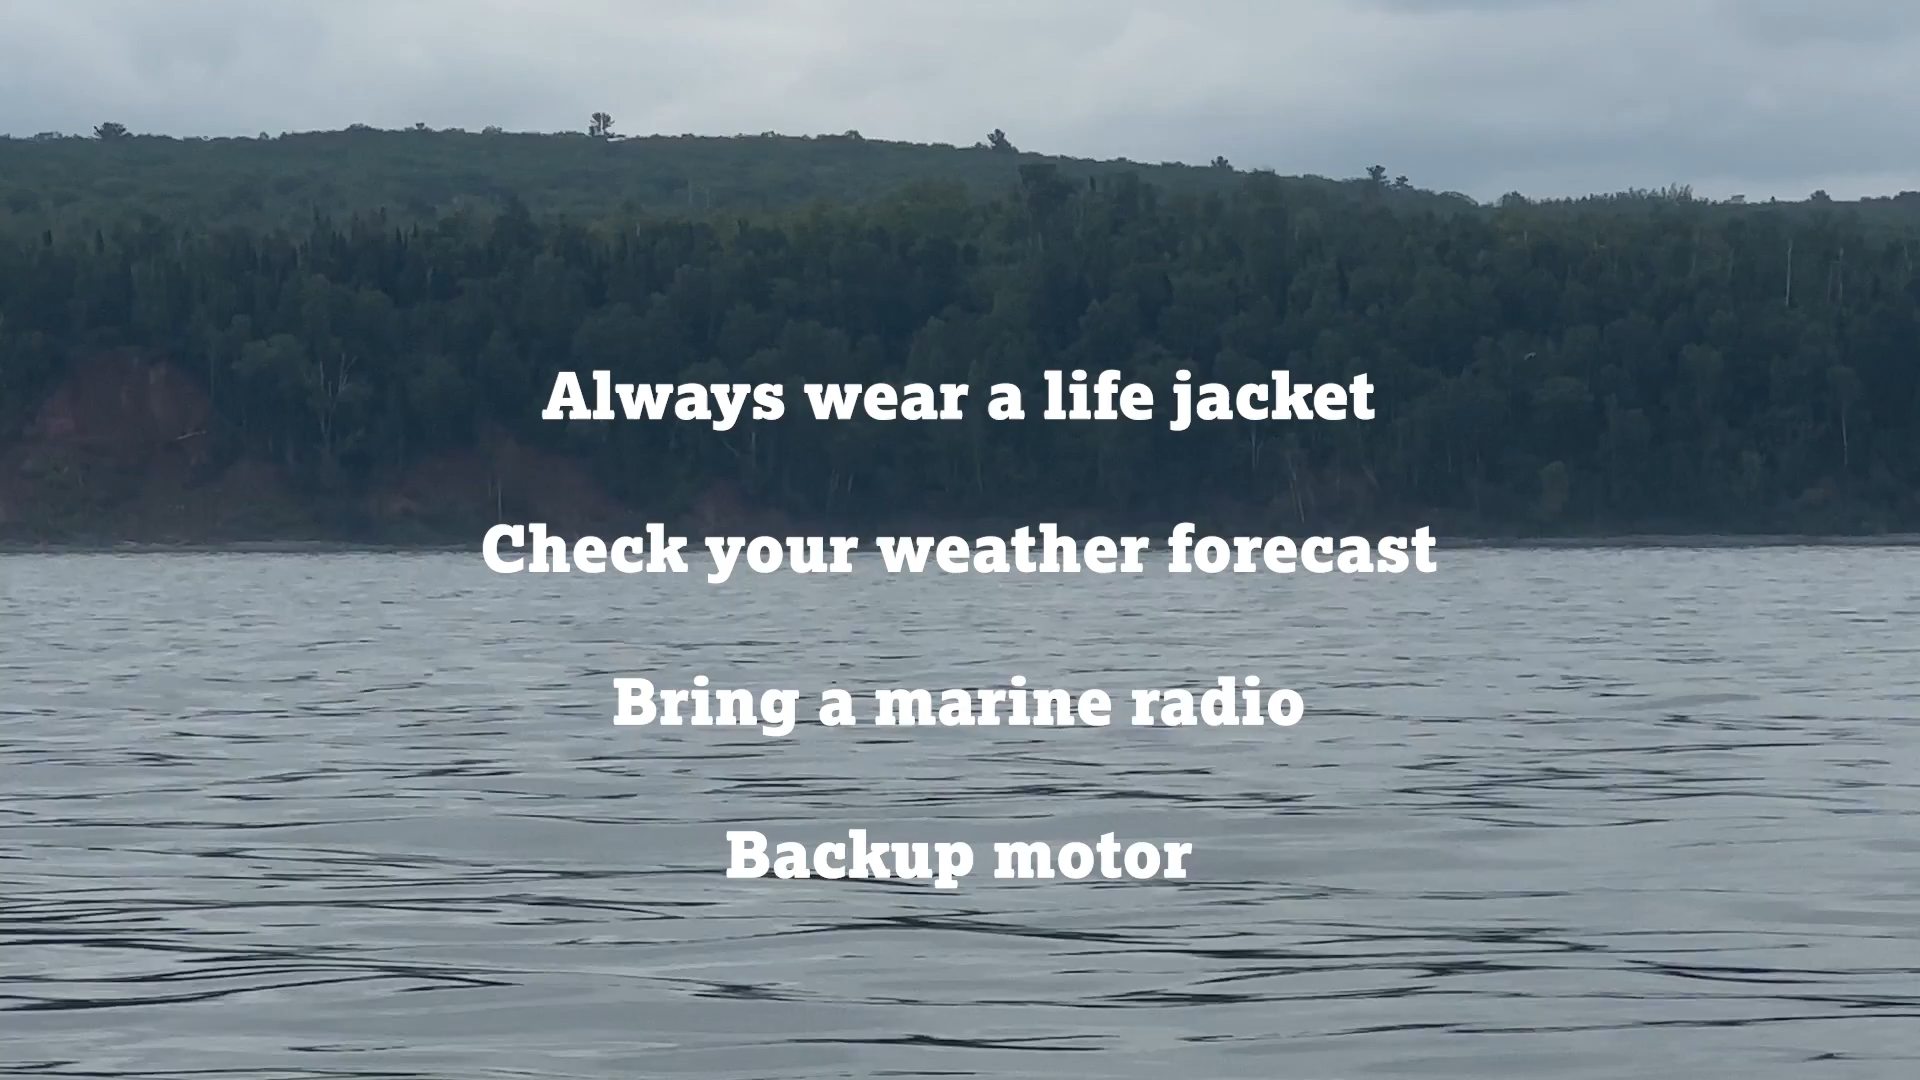 Always wear a life jacket
Check your weather forecast
Bring a marine radio
Backup motor